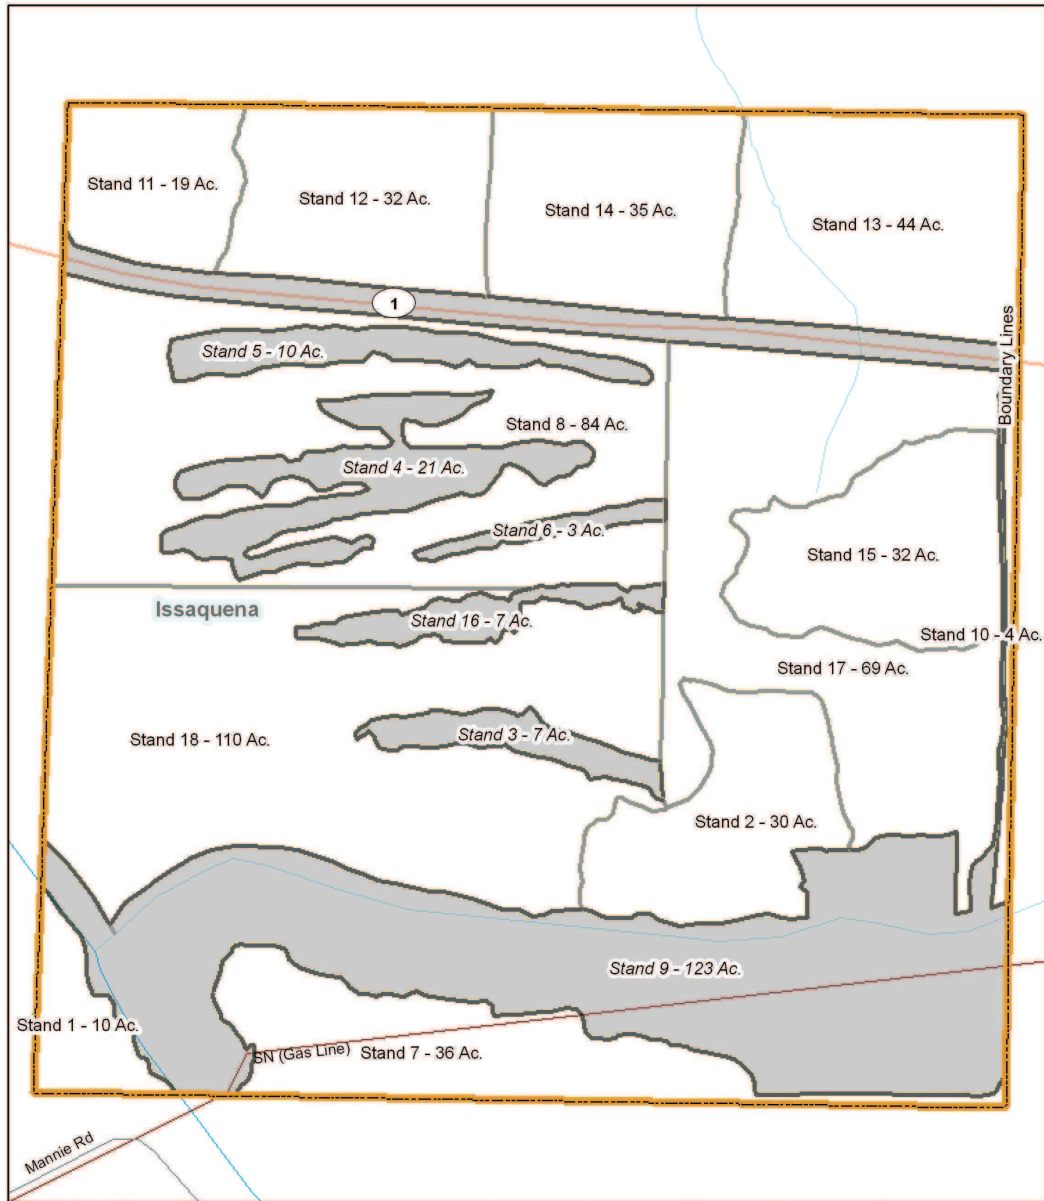 Stand 11 - 19 Ac.
Stand 12 - 32 Ac.
Stand 14 - 35 Ac.
Stand 13 - 44 Ac.
1
Boundary Lines
Stand 5 - 10 Ac.
Stand 8 - 84 Ac.
Stand 4 - 21 Ac.
Stand 6 - 3 Ac.
Stand 15 - 32 Ac.
Issaquena
Stand 16 - 7 Ac.
Stand 10 - 4 Ac.
Stand 17 - 69 Ac.
Stand 18 - 110 Ac.
Stand 3 - 7 Ac.
Stand 2 - 30 Ac.
Stand 9 - 123 Ac.
Stand 1 - 10 Ac.
SN (Gas Line)
Stand 7 - 36 Ac.
Mannie Rd